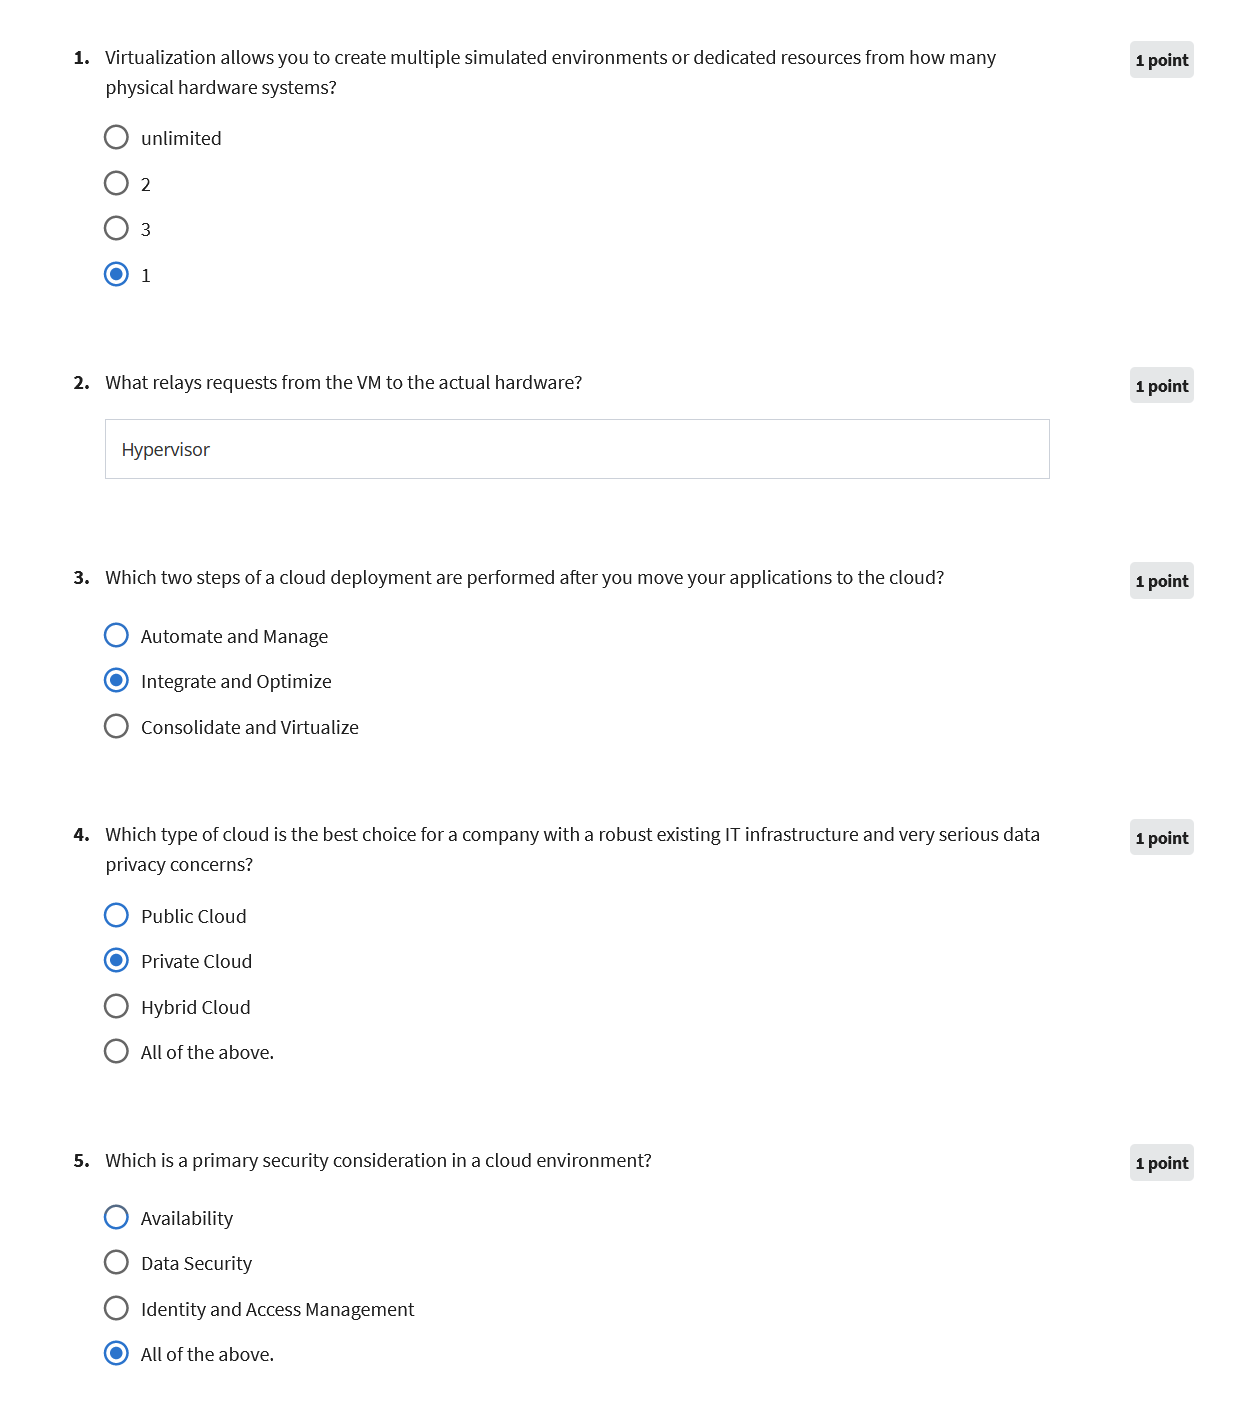 1. Virtualization allows you to create multiple simulated environments or dedicated resources from how many 1 point
physical hardware systems?
unlimited
2
3
1
2. What relays requests from the VM to the actual hardware? 1 point
Hypervisor
3. Which two steps of a cloud deployment are performed after you move your applications to the cloud? 1 point
Automate and Manage
Integrate and Optimize
Consolidate and Virtualize
4. Which type of cloud is the best choice for a company with a robust existing IT infrastructure and very serious data 1 point
privacy concerns?
Public Cloud
Private Cloud
Hybrid Cloud
All of the above.
5. Which is a primary security consideration in a cloud environment? 1 point
Availability
Data Security
Identity and Access Management
All of the above.